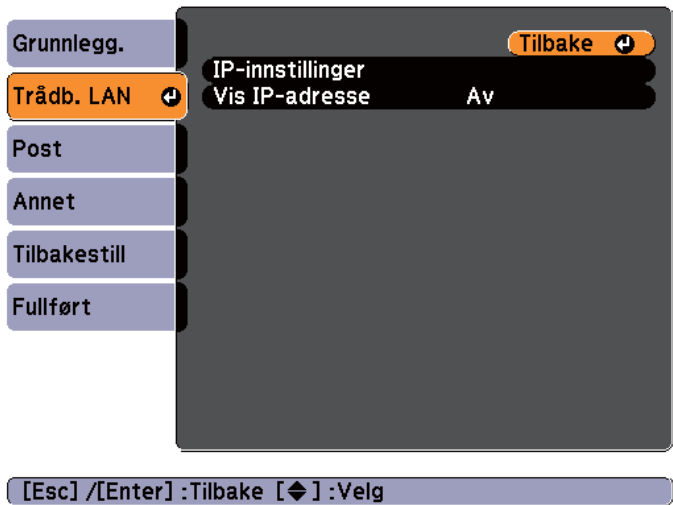 Grunnlegg.
Trådb. LAN
Post
Annet
Tilbakestill
Fullført
Tilbake
IP-innstillinger
Vis IP-adresse Av
[Esc] /[Enter] :Tilbake [◆] :Velg